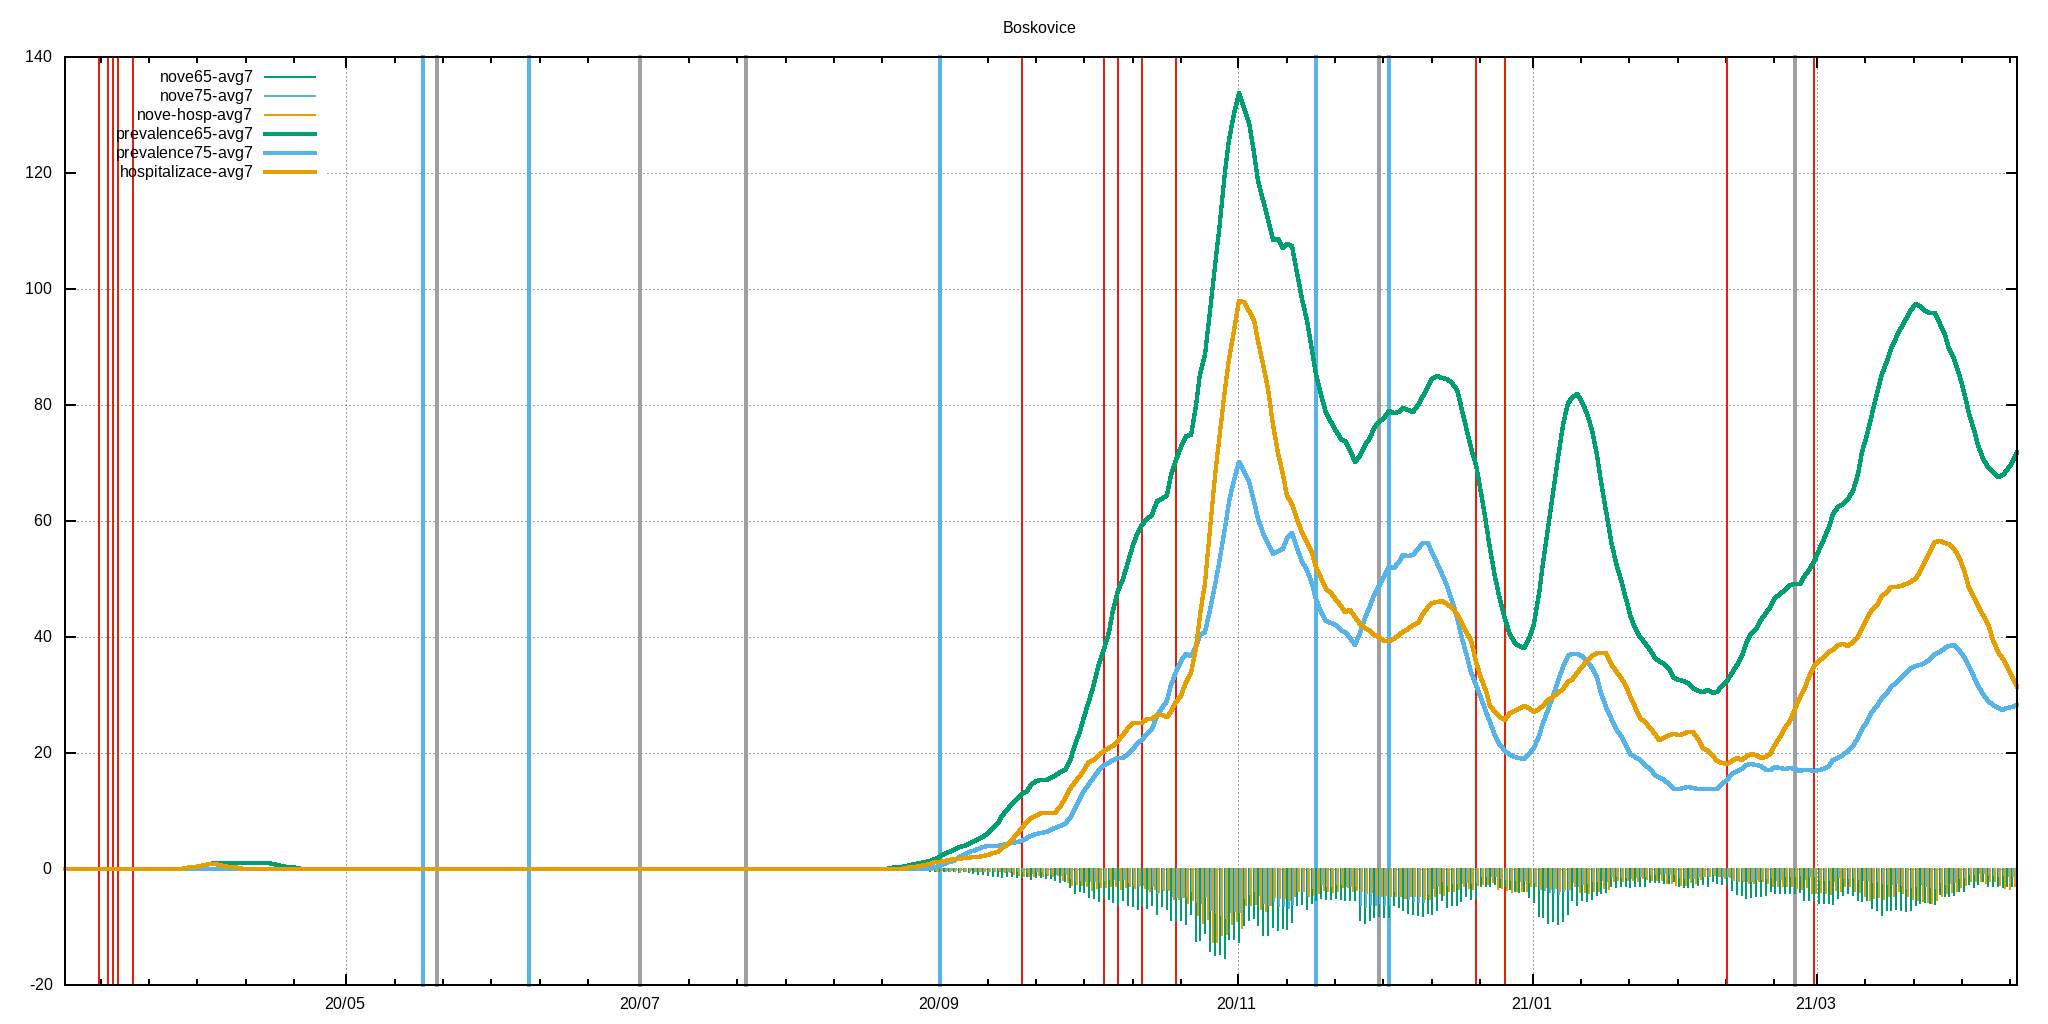 Boskovice
140
120
100
80
60
40
20
0
-20
nove65-avg7
nove75-avg7
nove-hosp-avg7
prevalence65-avg7
prevalence75-avg7
hospitalizace-avg7
20/05 20/07 20/09 20/11 21/01 21/03